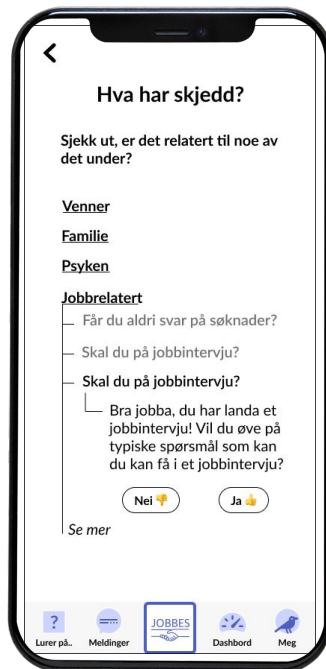 Hva har skjedd?
Sjekk ut, er det relatert til noe av
det under?
Venner
Familie
Psyken
Jobbrelatert
Får du aldri svar på søknader?
Skal du på jobbintervju?
Skal du på jobbintervju?
Bra jobba, du har landa et
jobbintervju! Vil du øve på
typiske spørsmål som kan
du kan få i et jobbintervju?
Nei 👎 Ja 👍
Se mer
? JOBBES
Lurer på.. Meldinger Dashbord Meg